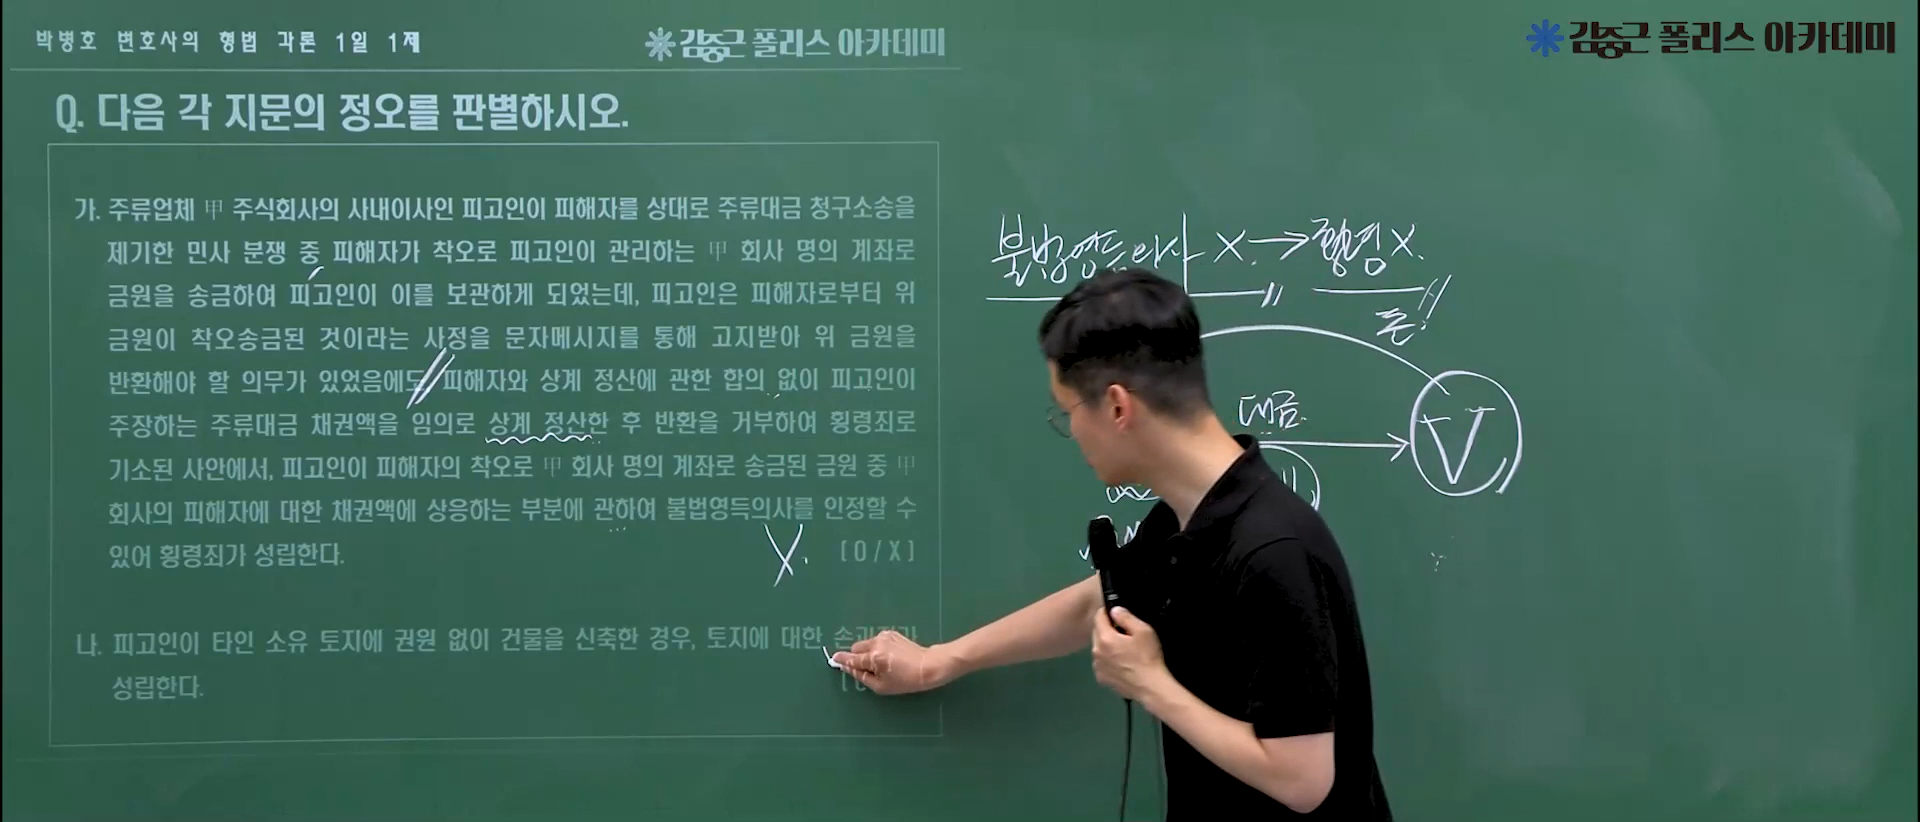 박병호 변호사의 형법 각론 1일 1제
김중근 폴리스 아카데미
김중근 폴리스 아카데미
Q. 다음 각 지문의 정오를 판별하시오.
가. 주류업체 甲 주식회사의 사내이사인 피고인이 피해자를 상대로 주류대금 청구소송을
제기한 민사 분쟁 중 피해자가 착오로 피고인이 관리하는 甲 회사 명의 계좌로
금원을 송금하여 피고인이 이를 보관하게 되었는데, 피고인은 피해자로부터 위
금원이 착오송금된 것이라는 사정을 문자메시지를 통해 고지받아 위 금원을
반환해야 할 의무가 있었음에도 피해자와 상계 정산에 관한 합의 없이 피고인이
주장하는 주류대금 채권액을 임의로 상계 정산한 후 반환을 거부하여 횡령죄로
기소된 사안에서, 피고인이 피해자의 착오로 甲 회사 명의 계좌로 송금된 금원 중 甲
회사의 피해자에 대한 채권액에 상응하는 부분에 관하여 불법영득의사를 인정할 수
있어 횡령죄가 성립한다.
X.
[ O / X ]
나. 피고인이 타인 소유 토지에 권원 없이 건물을 신축한 경우, 토지에 대한
성립한다.
불법영득의사 X. → 횡령 X.
돈!!
대금.
V